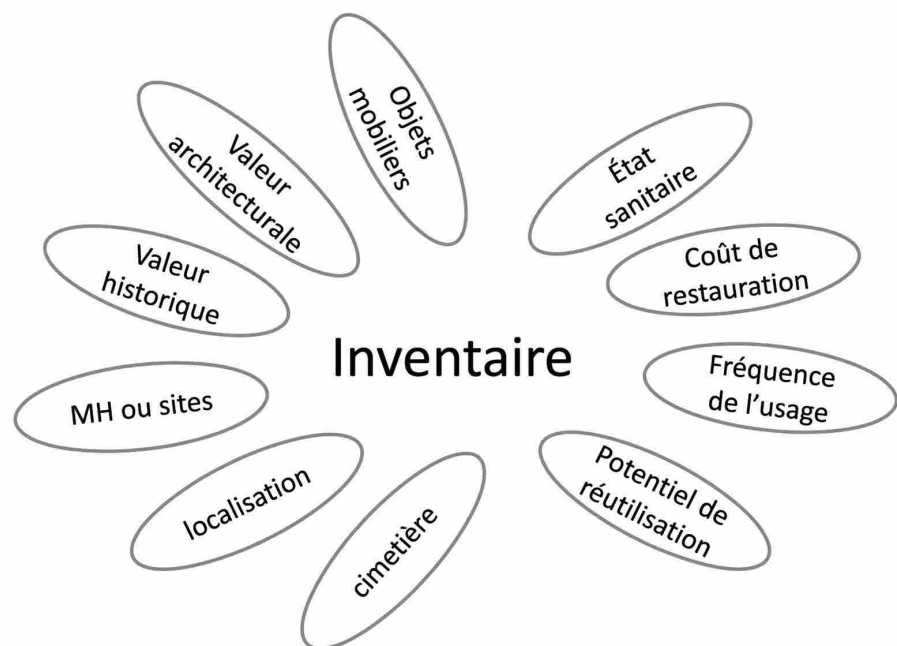 Objets
mobiliers
Valeur
architecturale
Valeur
historique
MH ou sites
localisation
cimetière
Inventaire
État
sanitaire
Coût de
restauration
Fréquence
de l’usage
Potentiel de
réutilisation